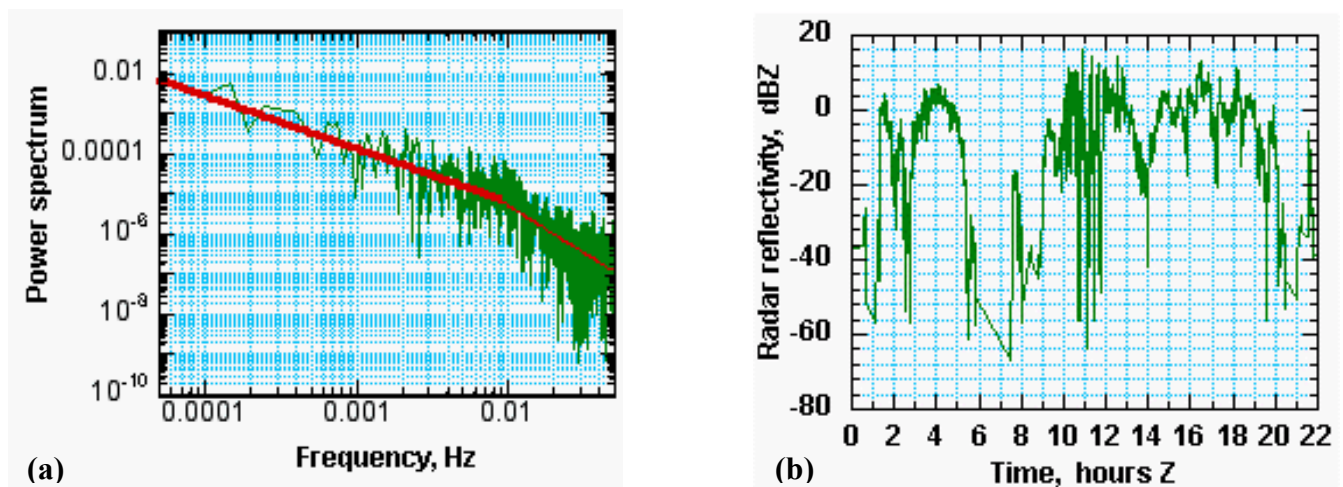 Power spectrum
0.01
0.0001
10-6
10-8
10-10
0.0001 0.001 0.01
Frequency, Hz
(a)
Radar reflectivity, dBZ
20
0
-20
-40
-60
-80
0 2 4 6 8 10 12 14 16 18 20 22
Time, hours Z
(b)